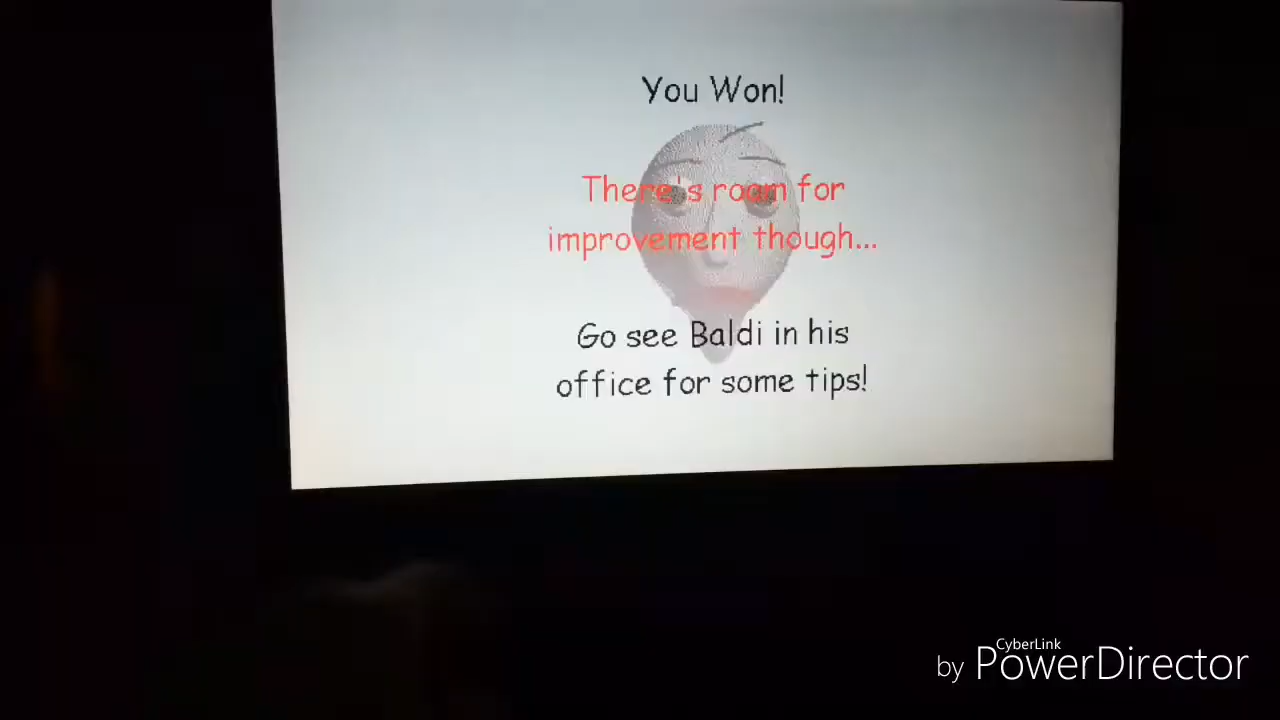 You Won!
There's room for
improvement though...
Go see Baldi in his
office for some tips!
CyberLink
by PowerDirector